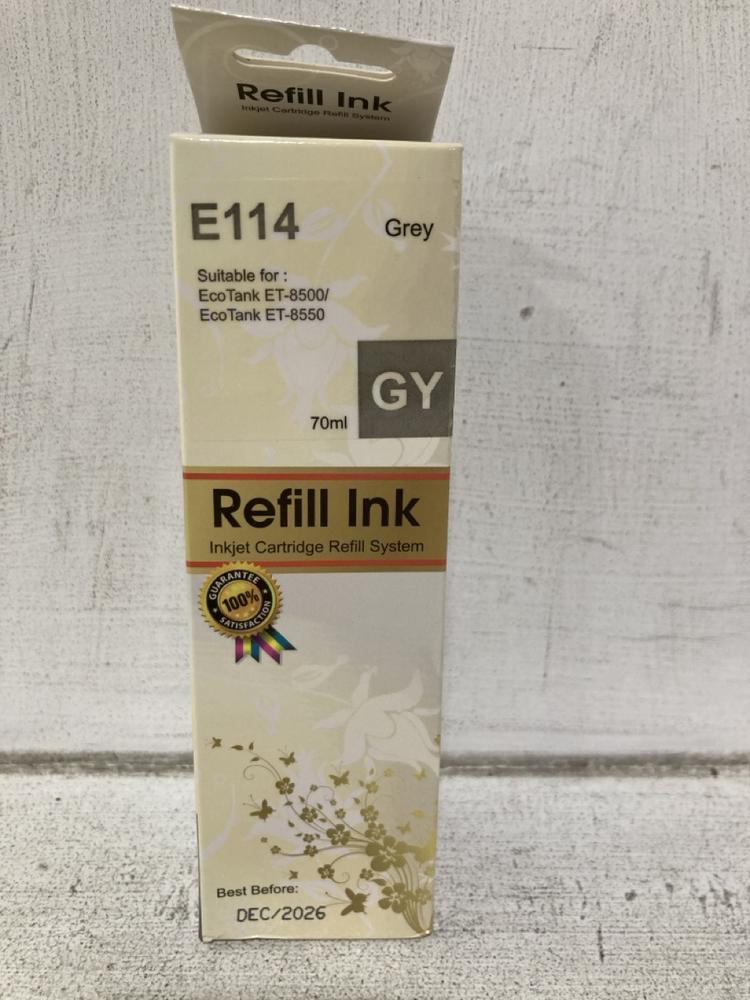 Refill Ink
Inkjet Cartridge Refill System
E114
Grey
Suitable for :
EcoTank ET-8500/
EcoTank ET-8550
GY
70ml
Refill Ink
Inkjet Cartridge Refill System
GUARANTEE
100%
SATISFACTION
Best Before:
DEC/2026